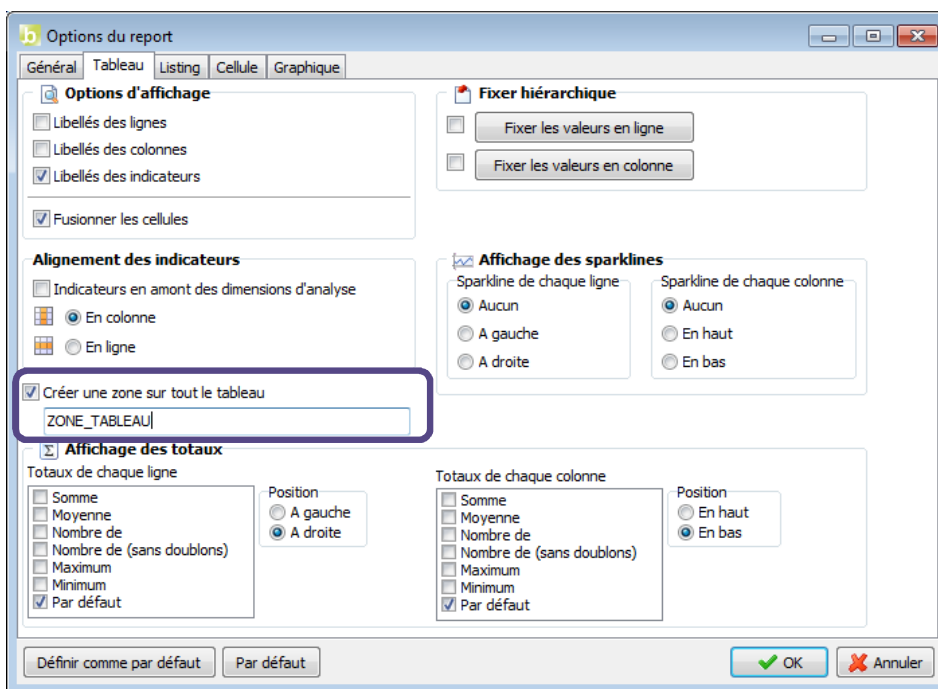 Options du report
Général Tableau Listing Cellule Graphique
Options d'affichage
Libellés des lignes
Libellés des colonnes
Libellés des indicateurs
Fusionner les cellules
Fixer hiérarchique
Fixer les valeurs en ligne
Fixer les valeurs en colonne
Alignement des indicateurs
Indicateurs en amont des dimensions d'analyse
En colonne
En ligne
Affichage des sparklines
Sparkline de chaque ligne
Aucun
A gauche
A droite
Sparkline de chaque colonne
Aucun
En haut
En bas
Créer une zone sur tout le tableau
ZONE_TABLEAU
Σ Affichage des totaux
Totaux de chaque ligne
Somme
Moyenne
Nombre de
Nombre de (sans doublons)
Maximum
Minimum
Par défaut
Position
A gauche
A droite
Totaux de chaque colonne
Somme
Moyenne
Nombre de
Nombre de (sans doublons)
Maximum
Minimum
Par défaut
Position
En haut
En bas
Définir comme par défaut
Par défaut
OK
Annuler